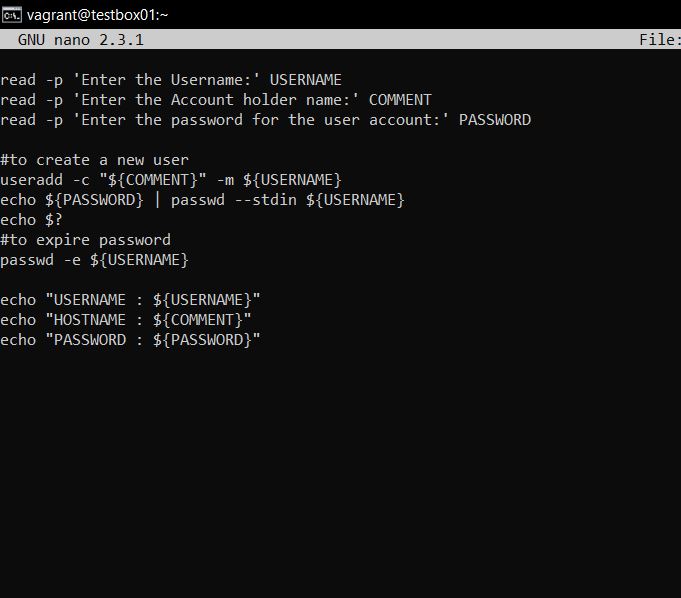 vagrant@testbox01:~
GNU nano 2.3.1 File:
read -p 'Enter the Username:' USERNAME
read -p 'Enter the Account holder name:' COMMENT
read -p 'Enter the password for the user account:' PASSWORD
#to create a new user
useradd -c "${COMMENT}" -m ${USERNAME}
echo ${PASSWORD} | passwd --stdin ${USERNAME}
echo $?
#to expire password
passwd -e ${USERNAME}
echo "USERNAME : ${USERNAME}"
echo "HOSTNAME : ${COMMENT}"
echo "PASSWORD : ${PASSWORD}"